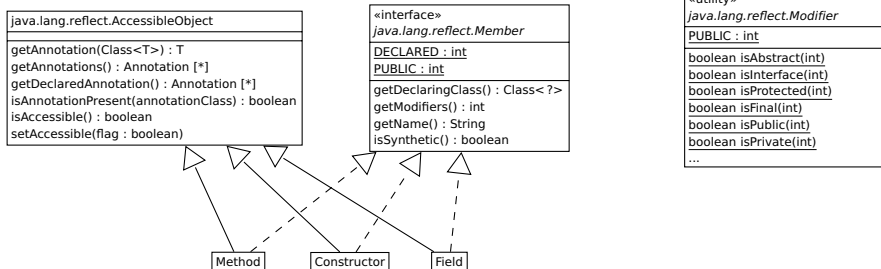 java.lang.reflect.AccessibleObject
getAnnotation(Class<T>) : T
getAnnotations() : Annotation [*]
getDeclaredAnnotation() : Annotation [*]
isAnnotationPresent(annotationClass) : boolean
isAccessible() : boolean
setAccessible(flag : boolean)
«interface»
java.lang.reflect.Member
DECLARED : int
PUBLIC : int
getDeclaringClass() : Class<?>
getModifiers() : int
getName() : String
isSynthetic() : boolean
«utility»
java.lang.reflect.Modifier
PUBLIC : int
boolean isAbstract(int)
boolean isInterface(int)
boolean isProtected(int)
boolean isFinal(int)
boolean isPublic(int)
boolean isPrivate(int)
...
Method
Constructor
Field